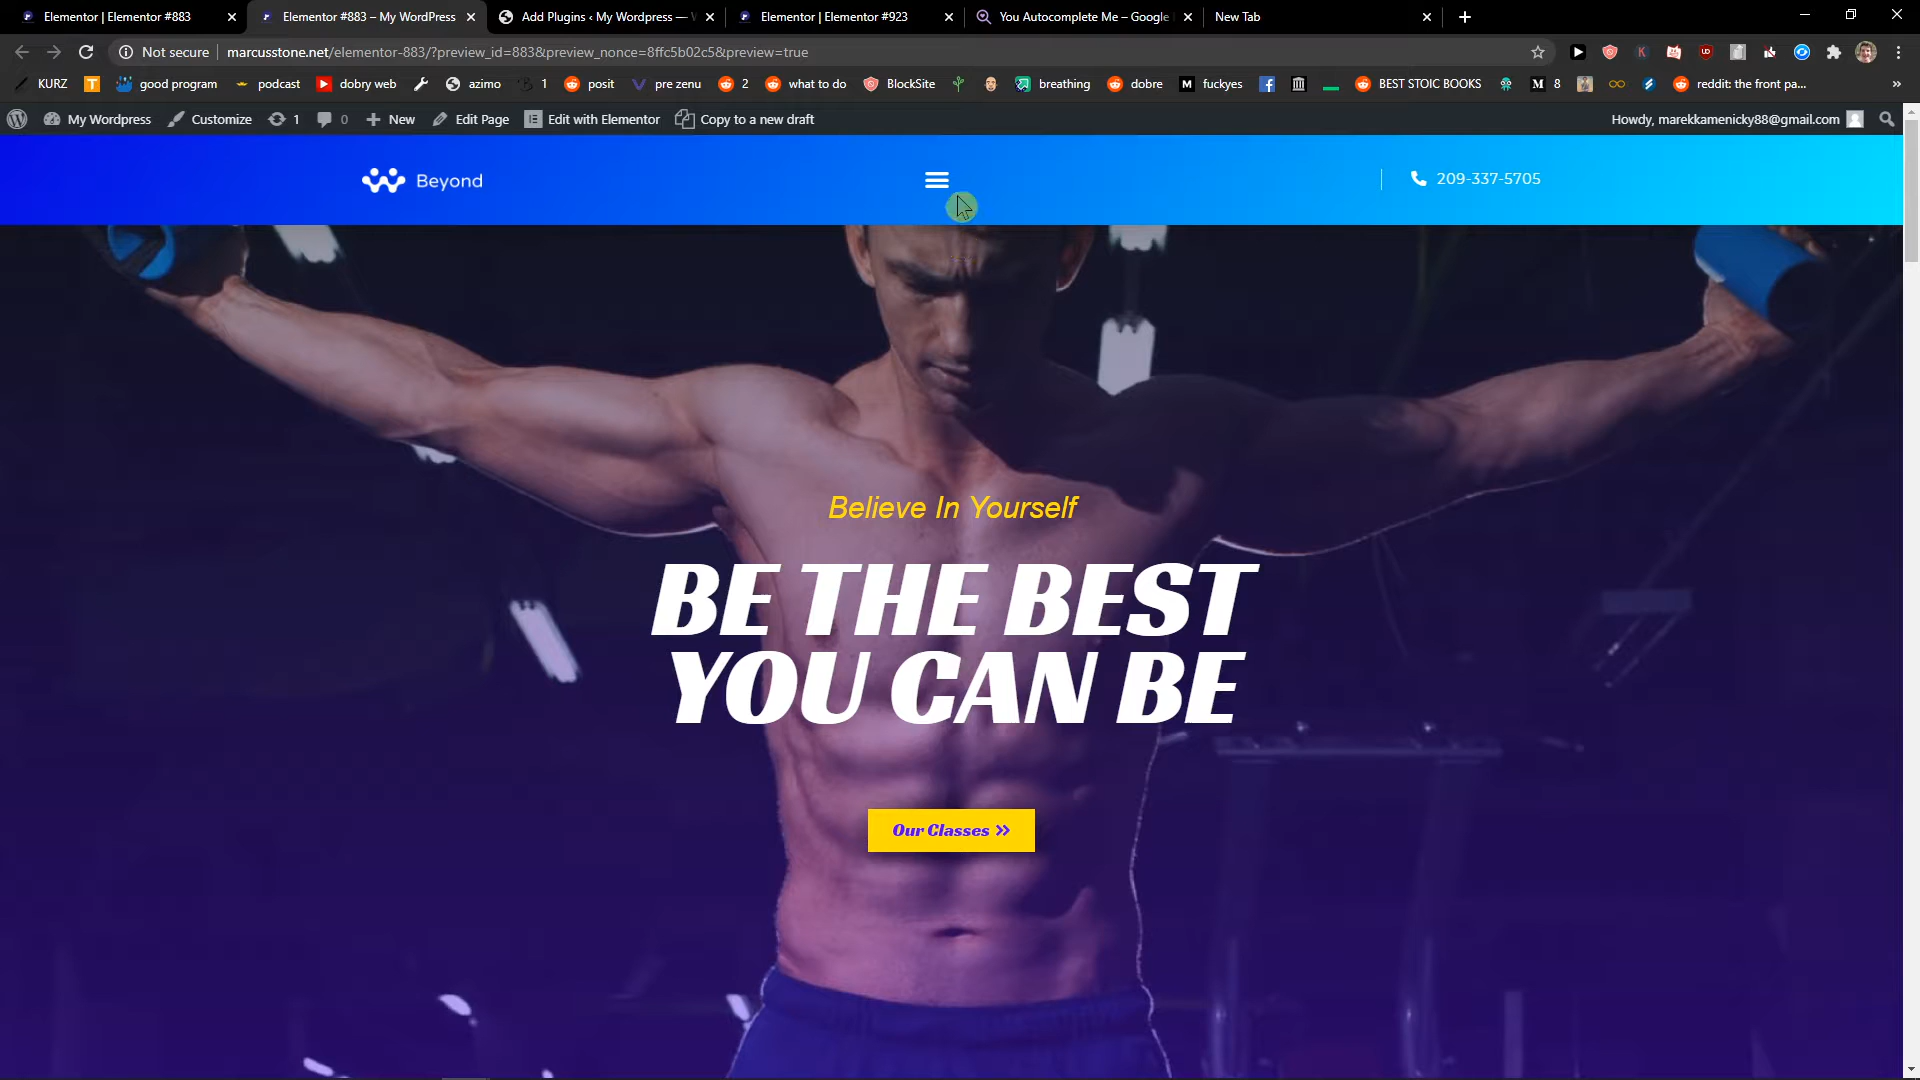 Elementor | Elementor #883
Elementor #883 – My WordPress
Add Plugins ‹ My Wordpress —
Elementor | Elementor #923
You Autocomplete Me – Google
New Tab
Not secure
marcusstone.net/elementor-883/?preview_id=883&preview_nonce=8ffc5b02c5&preview=true
KURZ
good program
podcast
dobry web
azimo
1
posit
pre zenu
2
what to do
BlockSite
breathing
dobre
fuckyes
BEST STOIC BOOKS
8
reddit: the front pa...
My Wordpress
Customize
1
0
New
Edit Page
Edit with Elementor
Copy to a new draft
Howdy, marekkamenicky88@gmail.com
Beyond
209-337-5705
Believe In Yourself
BE THE BEST
YOU CAN BE
Our Classes